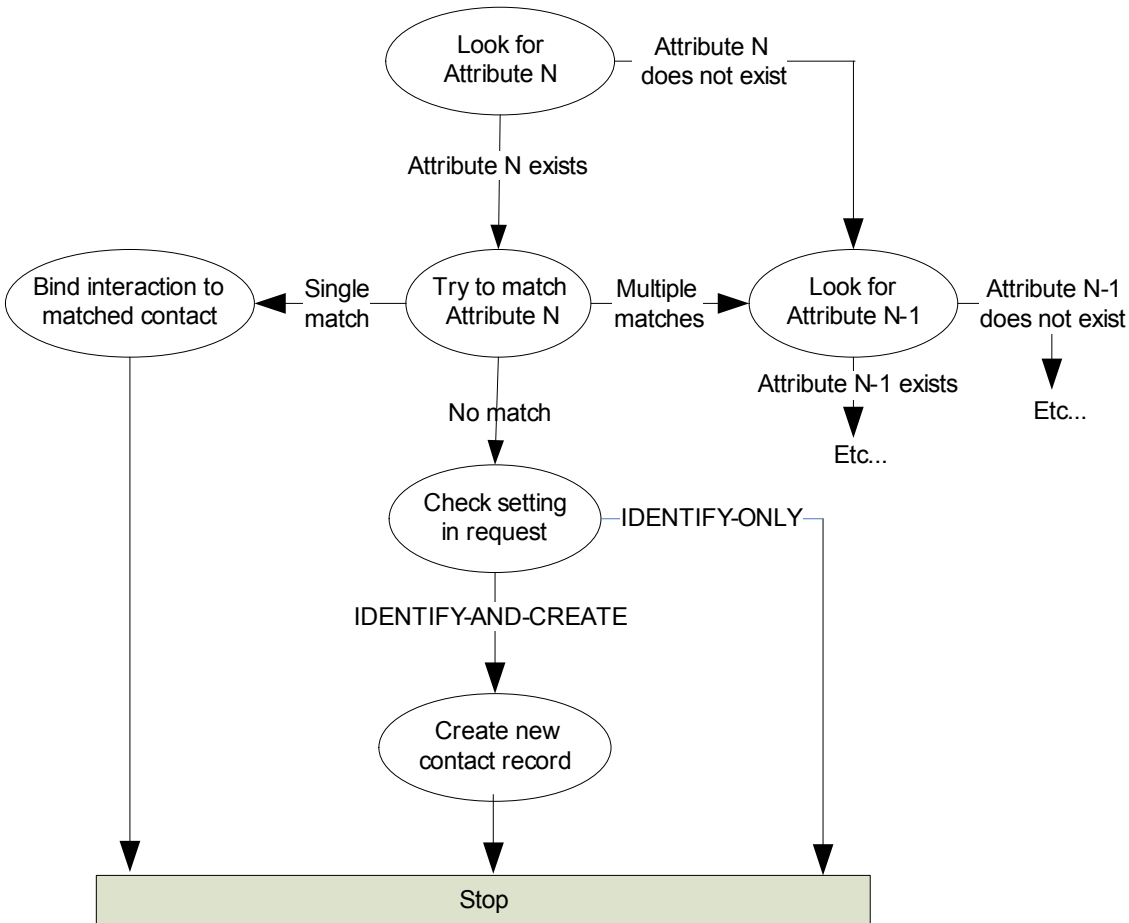 Look for
Attribute N
Attribute N
does not exist
Attribute N exists
Bind interaction to
matched contact
Single
match
Try to match
Attribute N
Multiple
matches
Look for
Attribute N-1
Attribute N-1
does not exist
Attribute N-1 exists
Etc...
Etc...
No match
Check setting
in request
IDENTIFY-ONLY
IDENTIFY-AND-CREATE
Create new
contact record
Stop